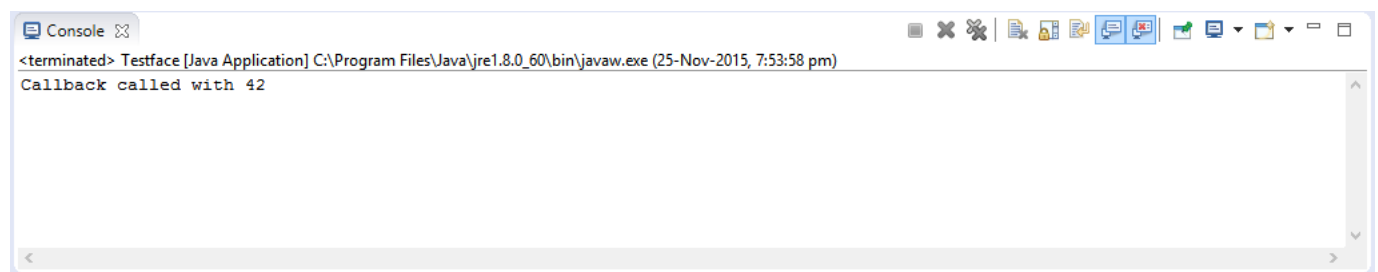 Console
<terminated> Testface [Java Application] C:\Program Files\Java\jre1.8.0_60\bin\javaw.exe (25-Nov-2015, 7:53:58 pm)
Callback called with 42